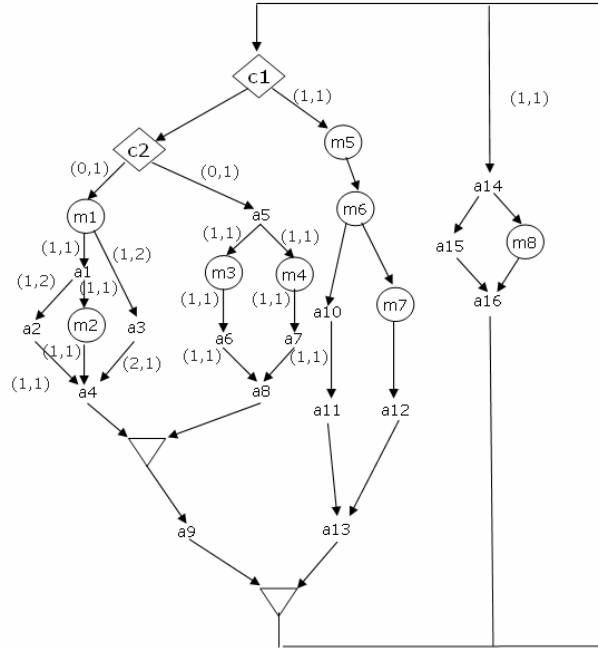 c1
(1,1)
(1,1)
c2
m5
(0,1)
(0,1)
m1
a5
m6
a14
(1,1)
(1,2)
(1,1)
(1,1)
a15
m8
a1
m3
m4
(1,2)
(1,1)
(1,1)
(1,1)
a10
m7
a16
a2
m2
a3
a6
a7
(1,1)
(2,1)
(1,1)
(1,1)
(1,1)
a4
a8
a11
a12
a9
a13